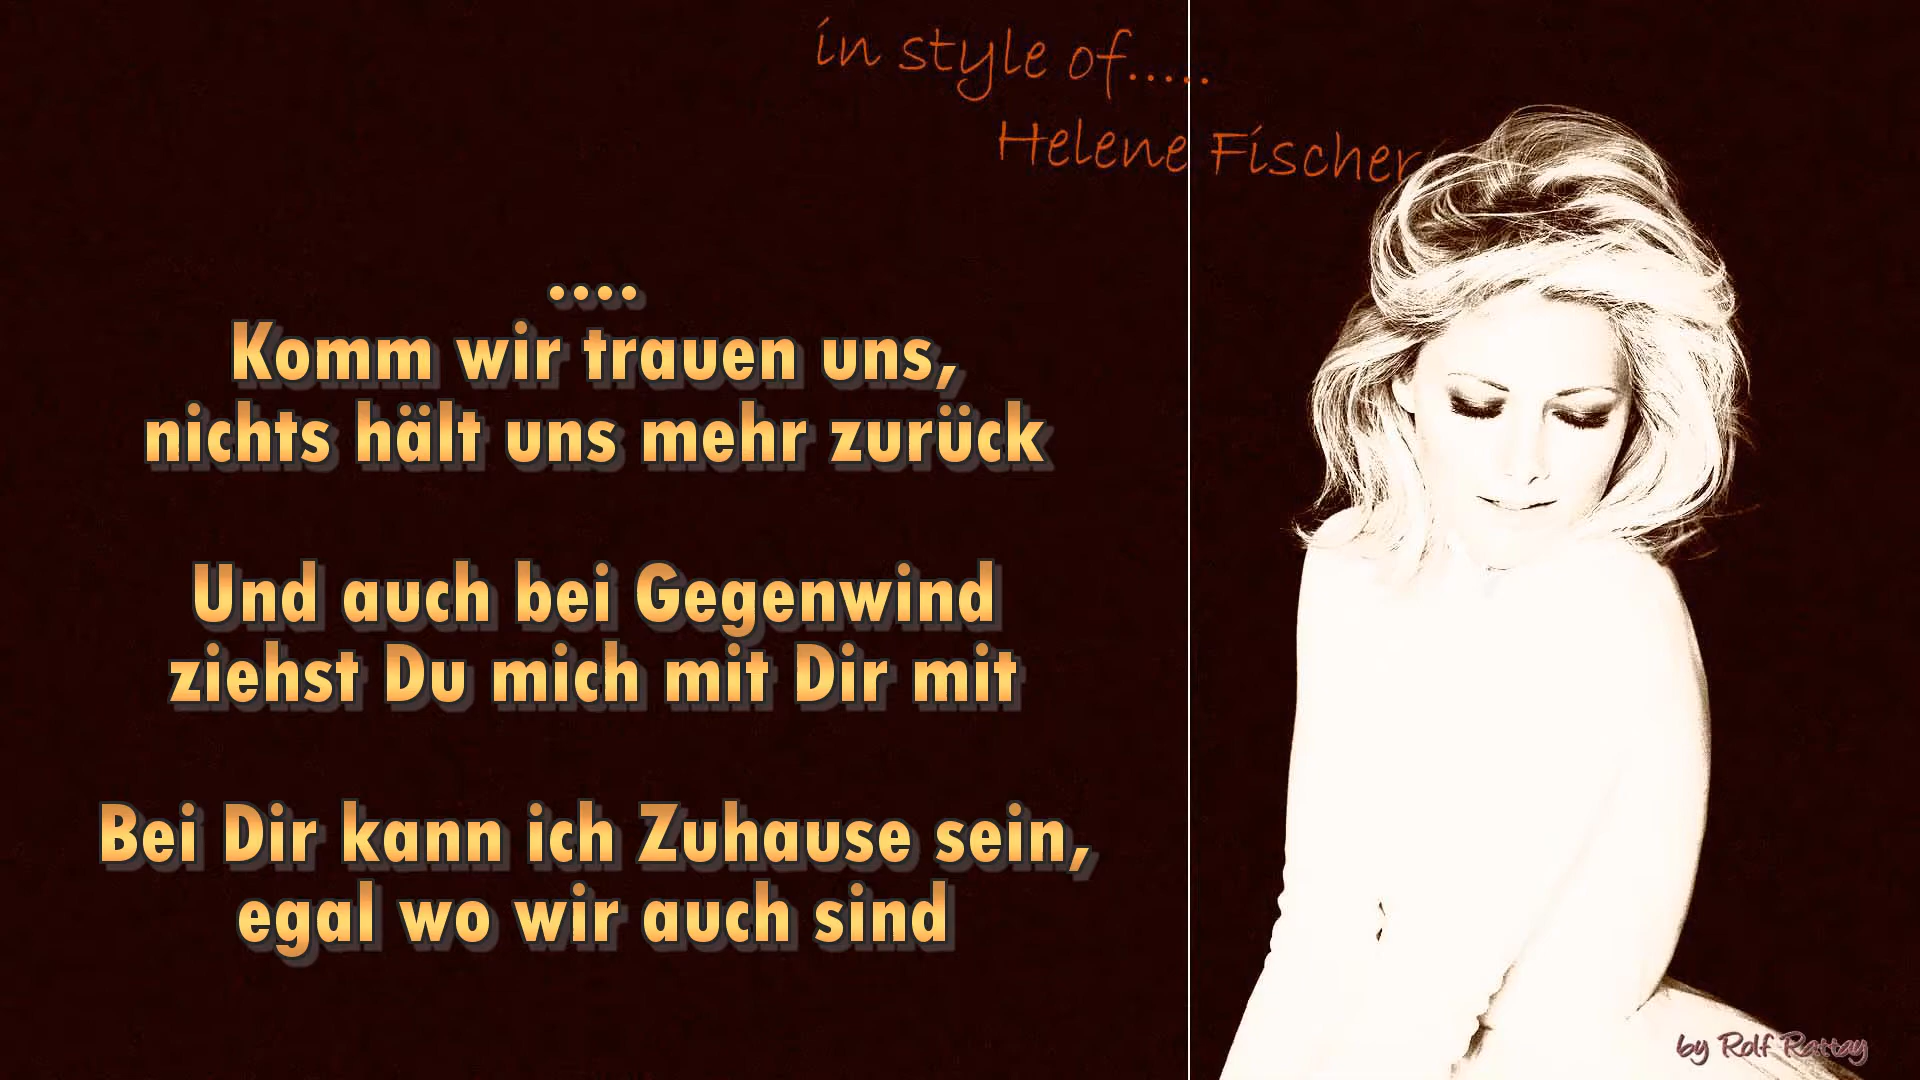 in style of.....
Helene Fischer
....
Komm wir trauen uns,
nichts hält uns mehr zurück
Und auch bei Gegenwind
ziehst Du mich mit Dir mit
Bei Dir kann ich Zuhause sein,
egal wo wir auch sind
by Rolf Rattay